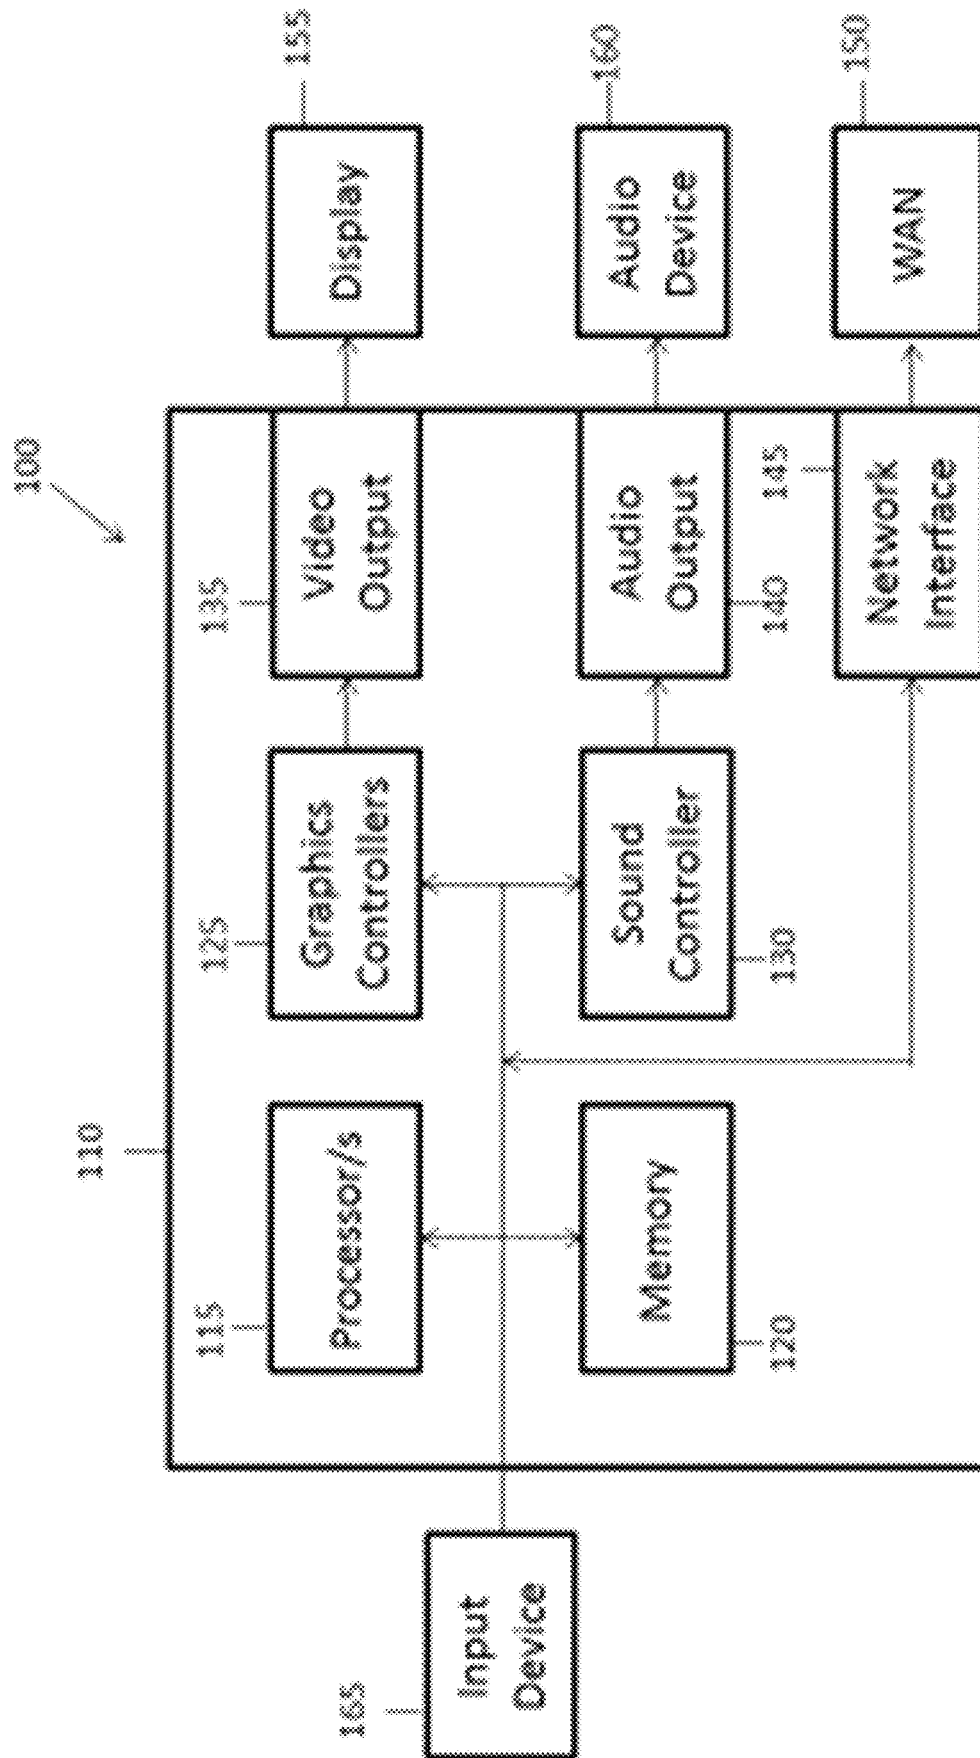 100
110
115
Processor/s
125
Graphics
Controllers
135
Video
Output
Display
155
165
Input
Device
Memory
120
Sound
Controller
130
Audio
Output
140
Audio
Device
160
Network
Interface
145
WAN
150